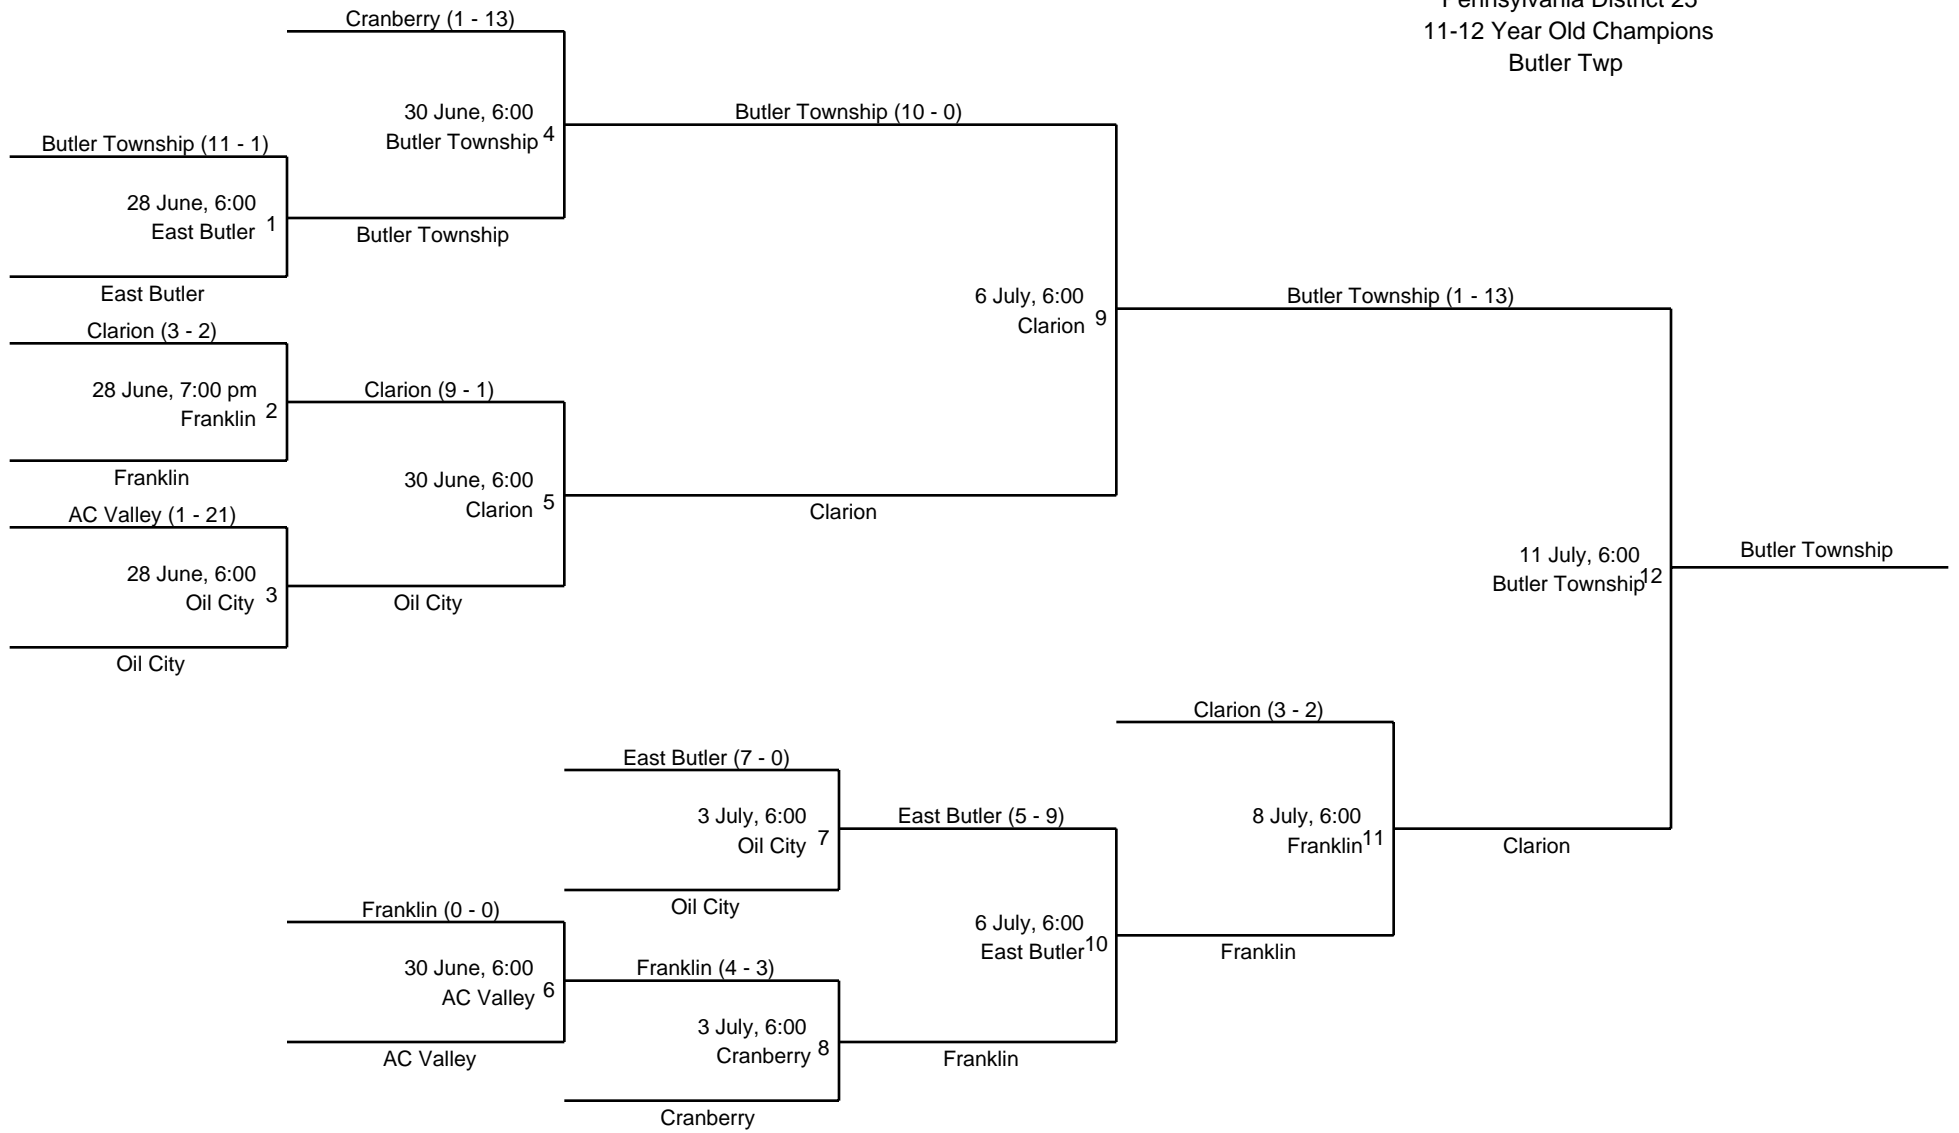 Pennsylvania District 25
11-12 Year Old Champions
Butler Twp
Cranberry (1 - 13)
30 June, 6:00
Butler Township 4
Butler Township (10 - 0)
Butler Township (11 - 1)
28 June, 6:00
East Butler 1
Butler Township
East Butler
Clarion (3 - 2)
28 June, 7:00 pm
Franklin 2
Clarion (9 - 1)
Franklin
AC Valley (1 - 21)
30 June, 6:00
Clarion 5
Clarion
28 June, 6:00
Oil City 3
Oil City
Oil City
6 July, 6:00
Clarion 9
Butler Township (1 - 13)
11 July, 6:00
Butler Township 12
Butler Township
Clarion (3 - 2)
East Butler (7 - 0)
3 July, 6:00
Oil City 7
East Butler (5 - 9)
8 July, 6:00
Franklin 11
Clarion
Oil City
Franklin (0 - 0)
6 July, 6:00
East Butler 10
Franklin
30 June, 6:00
AC Valley 6
Franklin (4 - 3)
3 July, 6:00
Cranberry 8
AC Valley
Franklin
Cranberry